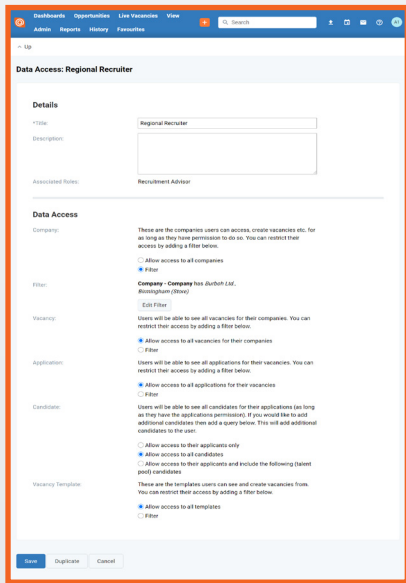 Dashboards Opportunities Live Vacancies View
Admin Reports History Favourites
+ Search
AI
Up
Data Access: Regional Recruiter
Details
*Title: Regional Recruiter
Description:
Associated Roles: Recruitment Advisor
Data Access
Company: These are the companies users can access, create vacancies etc. for
as long as they have permission to do so. You can restrict their
access by adding a filter below.
Allow access to all companies
Filter
Filter: Company - Company has Burbeh Ltd,
Birmingham (Store)
Edit Filter
Vacancy: Users will be able to see all vacancies for their companies. You can
restrict their access by adding a filter below.
Allow access to all vacancies for their companies
Filter
Application: Users will be able to see all applications for their vacancies. You can
restrict their access by adding a filter below.
Allow access to all applications for their vacancies
Filter
Candidate: Users will be able to see all candidates for their applications (as long
as they have the applications permission). If you would like to add
additional candidates then add a query below. This will add additional
candidates to the user.
Allow access to their applicants only
Allow access to all candidates
Allow access to their applicants and include the following (talent
pool) candidates
Vacancy Template: These are the templates users can see and create vacancies from.
You can restrict their access by adding a filter below.
Allow access to all templates
Filter
Save Duplicate Cancel